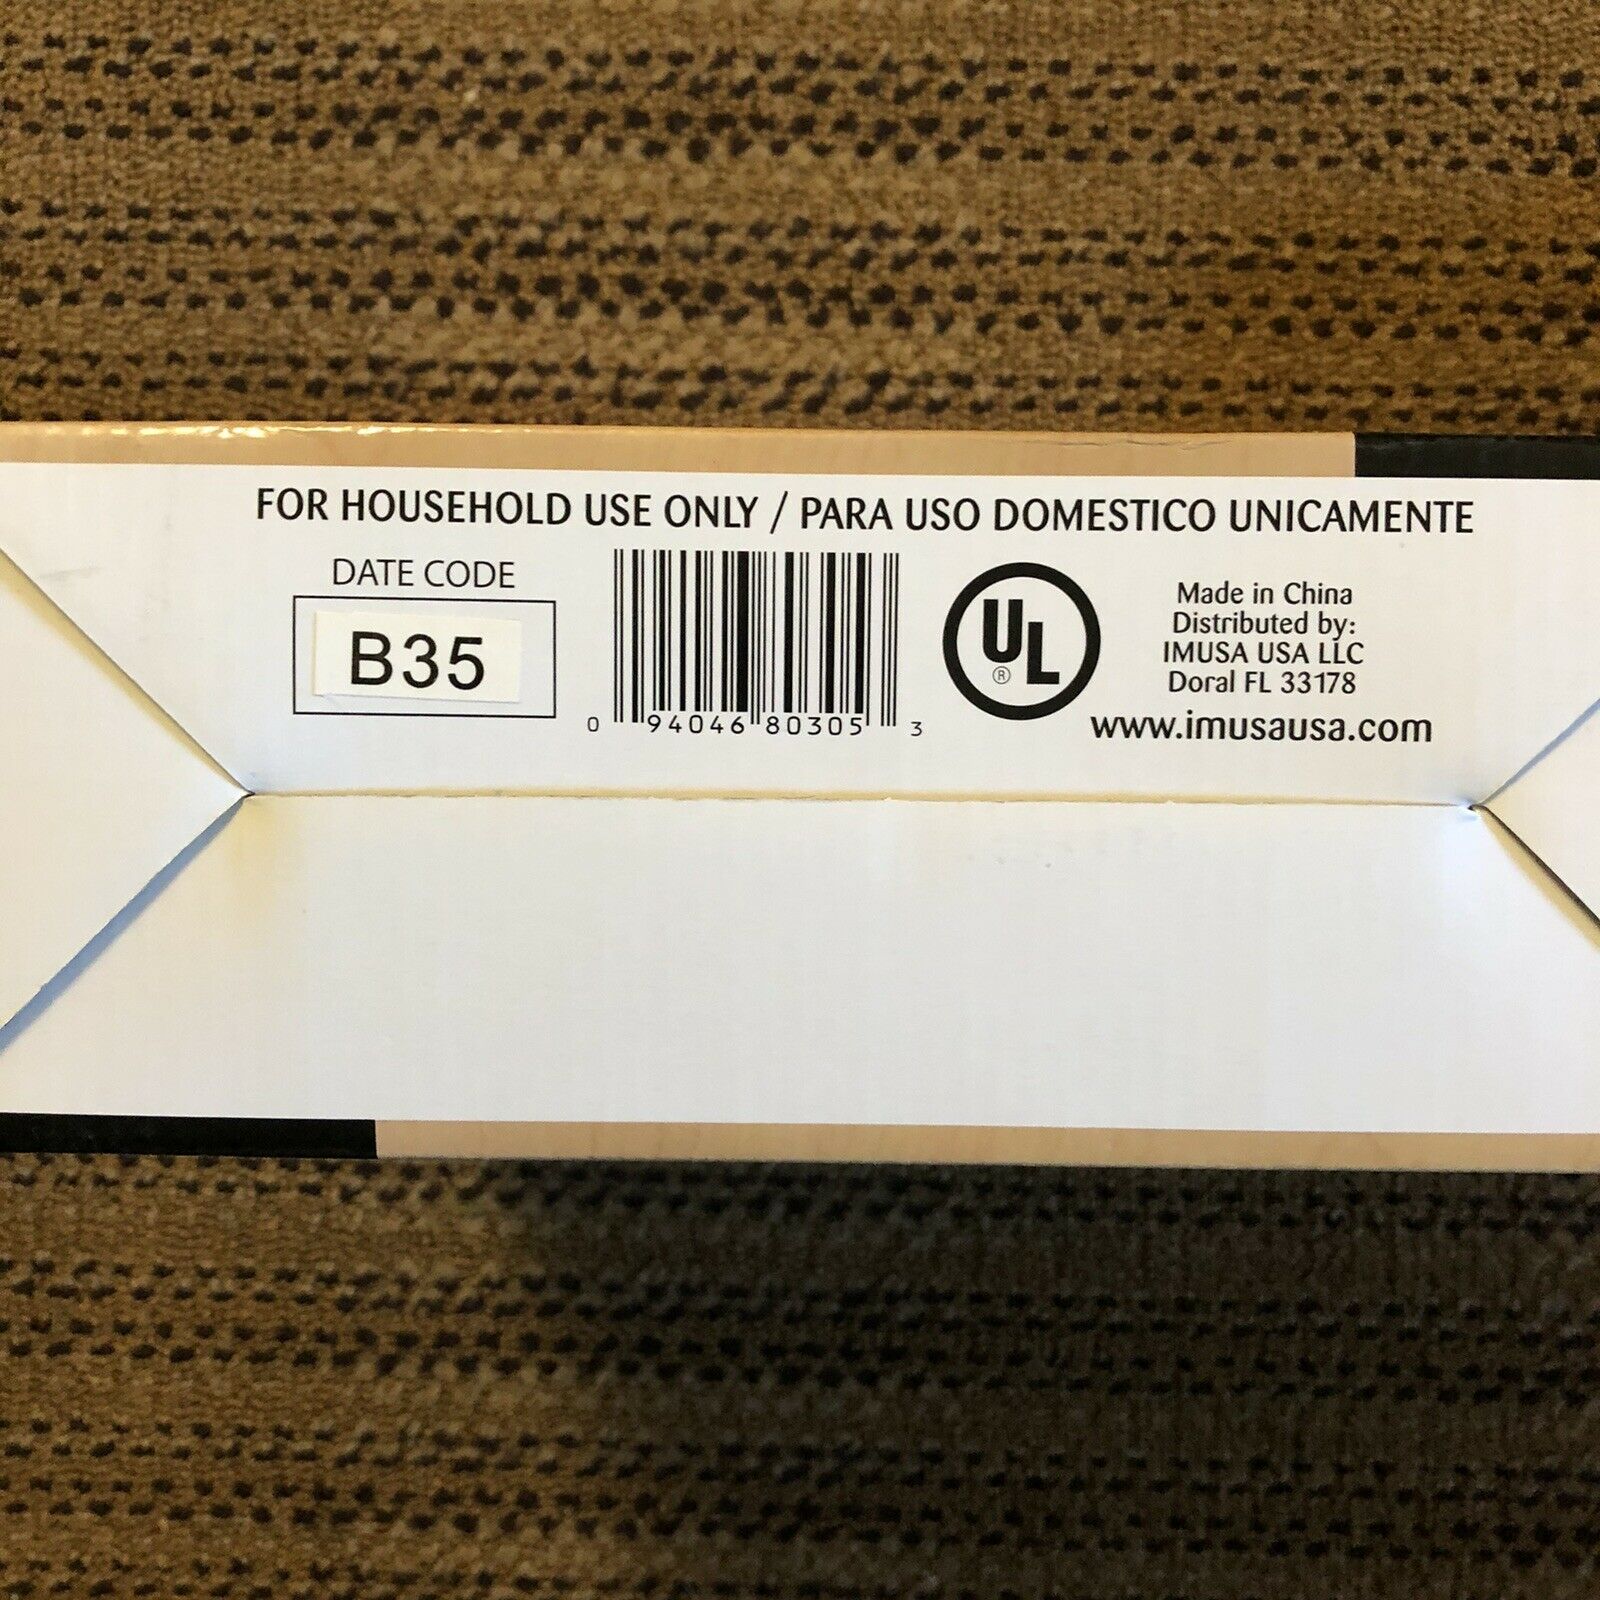 FOR HOUSEHOLD USE ONLY / PARA USO DOMESTICO UNICAMENTE
DATE CODE
B35
0 94046 80305 3
UL ®
Made in China
Distributed by:
IMUSA USA LLC
Doral FL 33178
www.imusausa.com